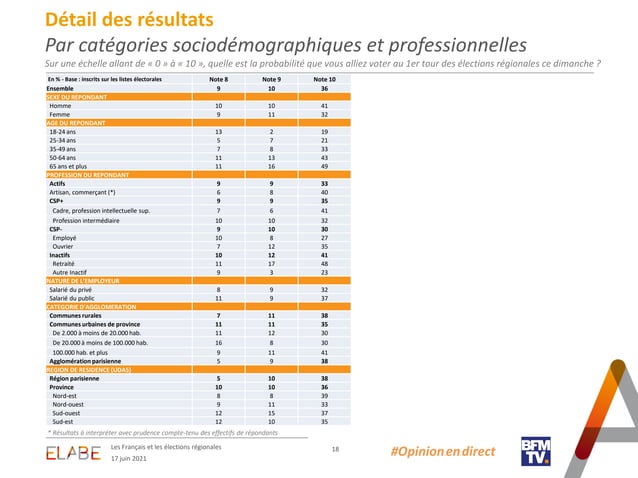 Détail des résultats
Par catégories sociodémographiques et professionnelles
Sur une échelle allant de « 0 » à « 10 », quelle est la probabilité que vous alliez voter au 1er tour des élections régionales ce dimanche ?
En % - Base : inscrits sur les listes électorales Note 8 Note 9 Note 10
Ensemble 9 10 36
SEXE DU REPONDANT
Homme 10 10 41
Femme 9 11 32
AGE DU REPONDANT
18-24 ans 13 2 19
25-34 ans 5 7 21
35-49 ans 7 8 33
50-64 ans 11 13 43
65 ans et plus 11 16 49
PROFESSION DU REPONDANT
Actifs 9 9 33
Artisan, commerçant (*) 6 8 40
CSP+ 9 9 35
Cadre, profession intellectuelle sup. 7 6 41
Profession intermédiaire 10 10 32
CSP- 9 10 30
Employé 10 8 27
Ouvrier 7 12 35
Inactifs 10 12 41
Retraité 11 17 48
Autre Inactif 9 3 23
NATURE DE L'EMPLOYEUR
Salarié du privé 8 9 32
Salarié du public 11 9 37
CATEGORIE D'AGGLOMERATION
Communes rurales 7 11 38
Communes urbaines de province 11 11 35
De 2.000 à moins de 20.000 hab. 11 12 30
De 20.000 à moins de 100.000 hab. 16 8 30
100.000 hab. et plus 9 11 41
Agglomération parisienne 5 9 38
REGION DE RESIDENCE (UDA5)
Région parisienne 5 10 38
Province 10 10 36
Nord-est 8 8 39
Nord-ouest 9 11 33
Sud-ouest 12 15 37
Sud-est 12 10 35
* Résultats à interpréter avec prudence compte-tenu des effectifs de répondants
ELABE
Les Français et les élections régionales
17 juin 2021
18
#Opinionendirect
BFM
TV.